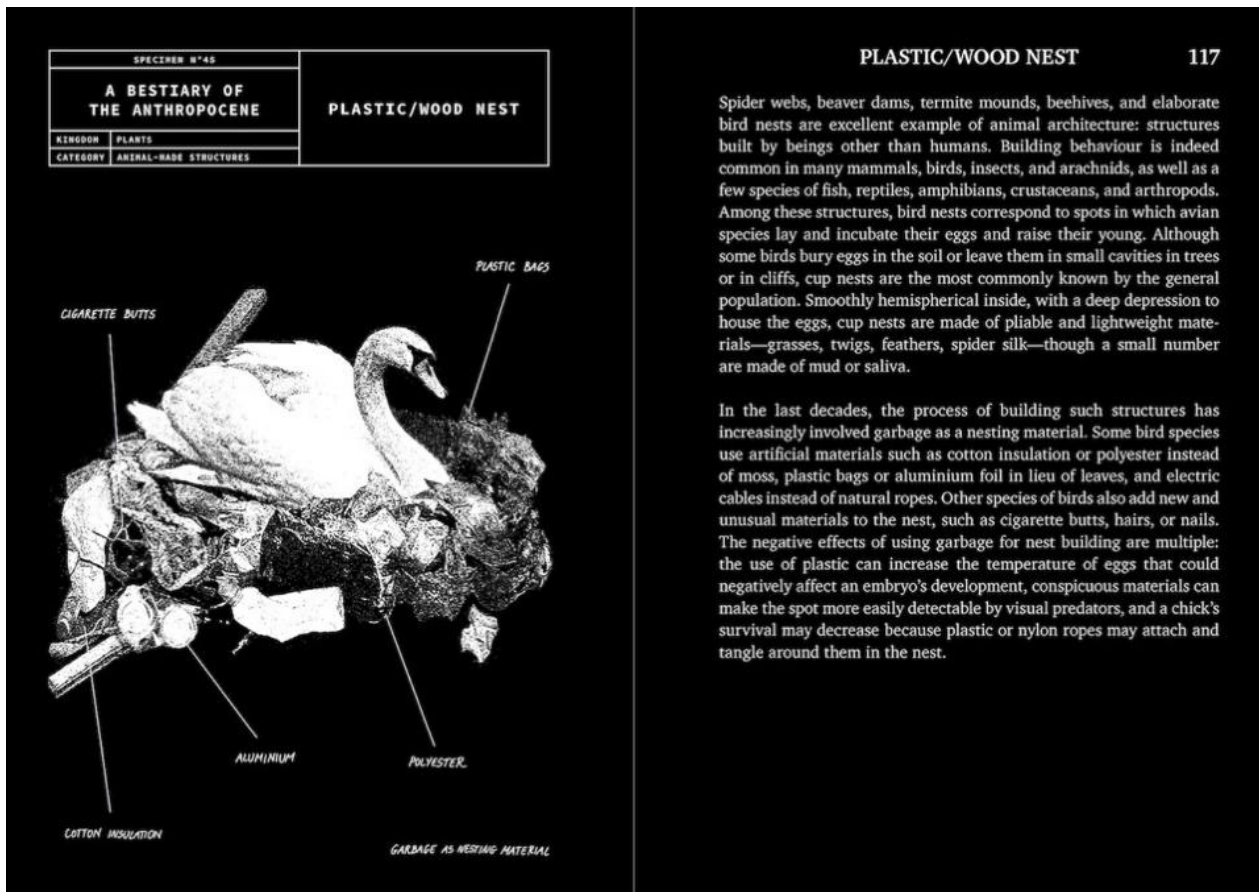 SPECIMEN N°45
A BESTIARY OF
THE ANTHROPOCENE
KINGDOM PLANTS
CATEGORY ANIMAL-MADE STRUCTURES
PLASTIC/WOOD NEST
PLASTIC BAGS
CIGARETTE BUTTS
ALUMINIUM
POLYESTER
COTTON INSULATION
GARBAGE AS NESTING MATERIAL
PLASTIC/WOOD NEST 117
Spider webs, beaver dams, termite mounds, beehives, and elaborate
bird nests are excellent example of animal architecture: structures
built by beings other than humans. Building behaviour is indeed
common in many mammals, birds, insects, and arachnids, as well as a
few species of fish, reptiles, amphibians, crustaceans, and arthropods.
Among these structures, bird nests correspond to spots in which avian
species lay and incubate their eggs and raise their young. Although
some birds bury eggs in the soil or leave them in small cavities in trees
or in cliffs, cup nests are the most commonly known by the general
population. Smoothly hemispherical inside, with a deep depression to
house the eggs, cup nests are made of pliable and lightweight mate-
rials—grasses, twigs, feathers, spider silk—though a small number
are made of mud or saliva.
In the last decades, the process of building such structures has
increasingly involved garbage as a nesting material. Some bird species
use artificial materials such as cotton insulation or polyester instead
of moss, plastic bags or aluminium foil in lieu of leaves, and electric
cables instead of natural ropes. Other species of birds also add new and
unusual materials to the nest, such as cigarette butts, hairs, or nails.
The negative effects of using garbage for nest building are multiple:
the use of plastic can increase the temperature of eggs that could
negatively affect an embryo's development, conspicuous materials can
make the spot more easily detectable by visual predators, and a chick's
survival may decrease because plastic or nylon ropes may attach and
tangle around them in the nest.